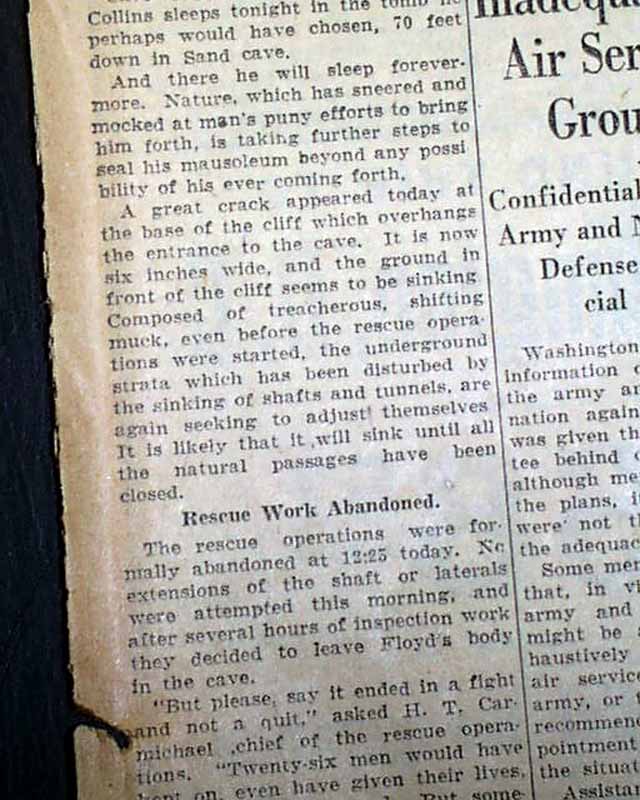 Collins sleeps tonight in the tomb he
perhaps would have chosen, 70 feet
down in Sand cave.
And there he will sleep forever-
more. Nature, which has sneered and
mocked at man's puny efforts to bring
him forth, is taking further steps to
seal his mausoleum beyond any possi
bility of his ever coming forth.
A great crack appeared today at
the base of the cliff which overhangs
the entrance to the cave. It is now
six inches wide, and the ground in
front of the cliff seems to be sinking.
Composed of treacherous, shifting
muck, even before the rescue opera-
tions were started, the underground
strata which has been disturbed by
the sinking of shafts and tunnels, are
again seeking to adjust themselves
It is likely that it will sink until all
the natural passages have been
closed.
Rescue Work Abandoned.
The rescue operations were for-
mally abandoned at 12:25 today. No
extensions of the shaft or laterals
were attempted this morning, and
after several hours of inspection work
they decided to leave Floyd's body
in the cave.
"But please, say it ended in a fight
and not a quit," asked H. T. Car-
michael ,chief of the rescue opera-
tions. "Twenty-six men would have
kept on, even have given their lives,
But some-
Air Ser
Grou
Confidential
Army and N
Defense
cial
Washington
information
the army an
nation again
was given th
tee behind
although me
the plans, i
were not th
the adequac
Some mem
that, in vi
army and
might be
haustively
air service
army, or
recommen
pointment
the situat
Assista